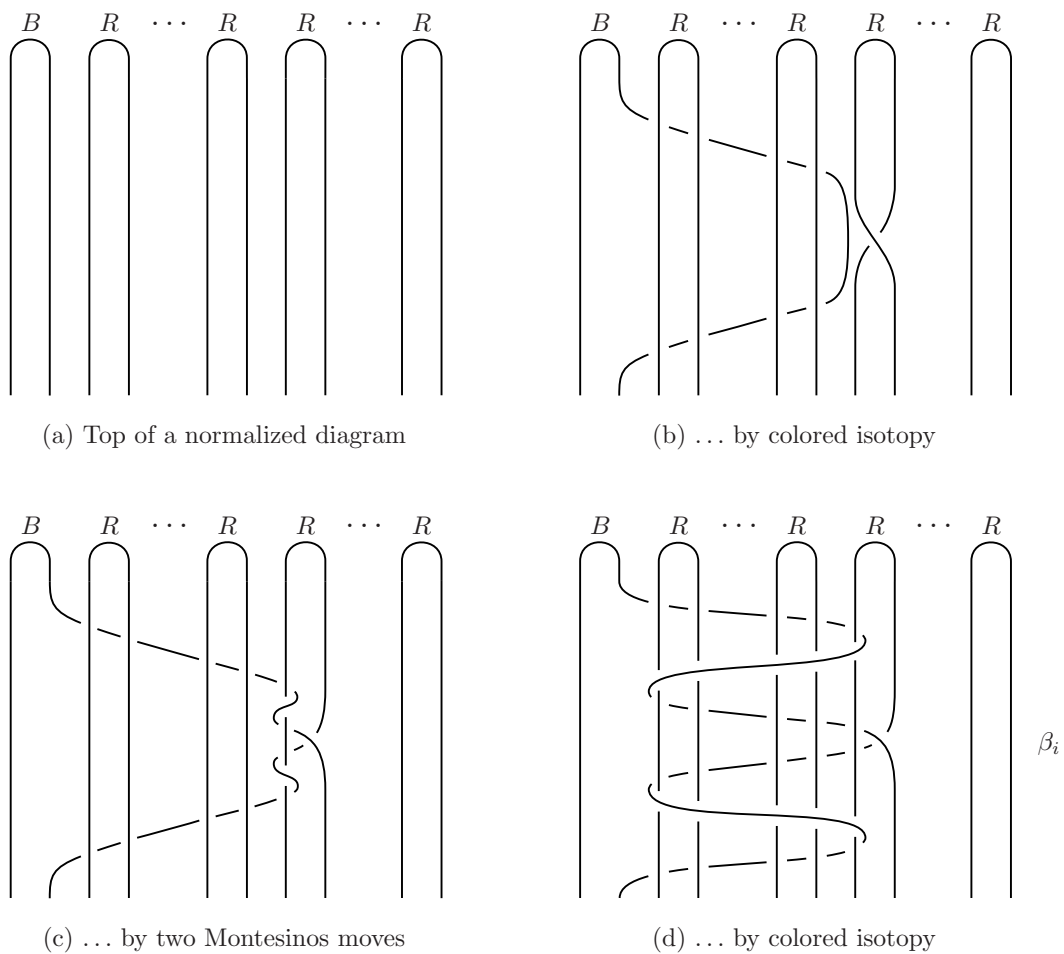 B R ⋯ R R ⋯ R
B R ⋯ R R ⋯ R
(a) Top of a normalized diagram
(b) … by colored isotopy
B R ⋯ R R ⋯ R
B R ⋯ R R ⋯ R
β_i
(c) … by two Montesinos moves
(d) … by colored isotopy